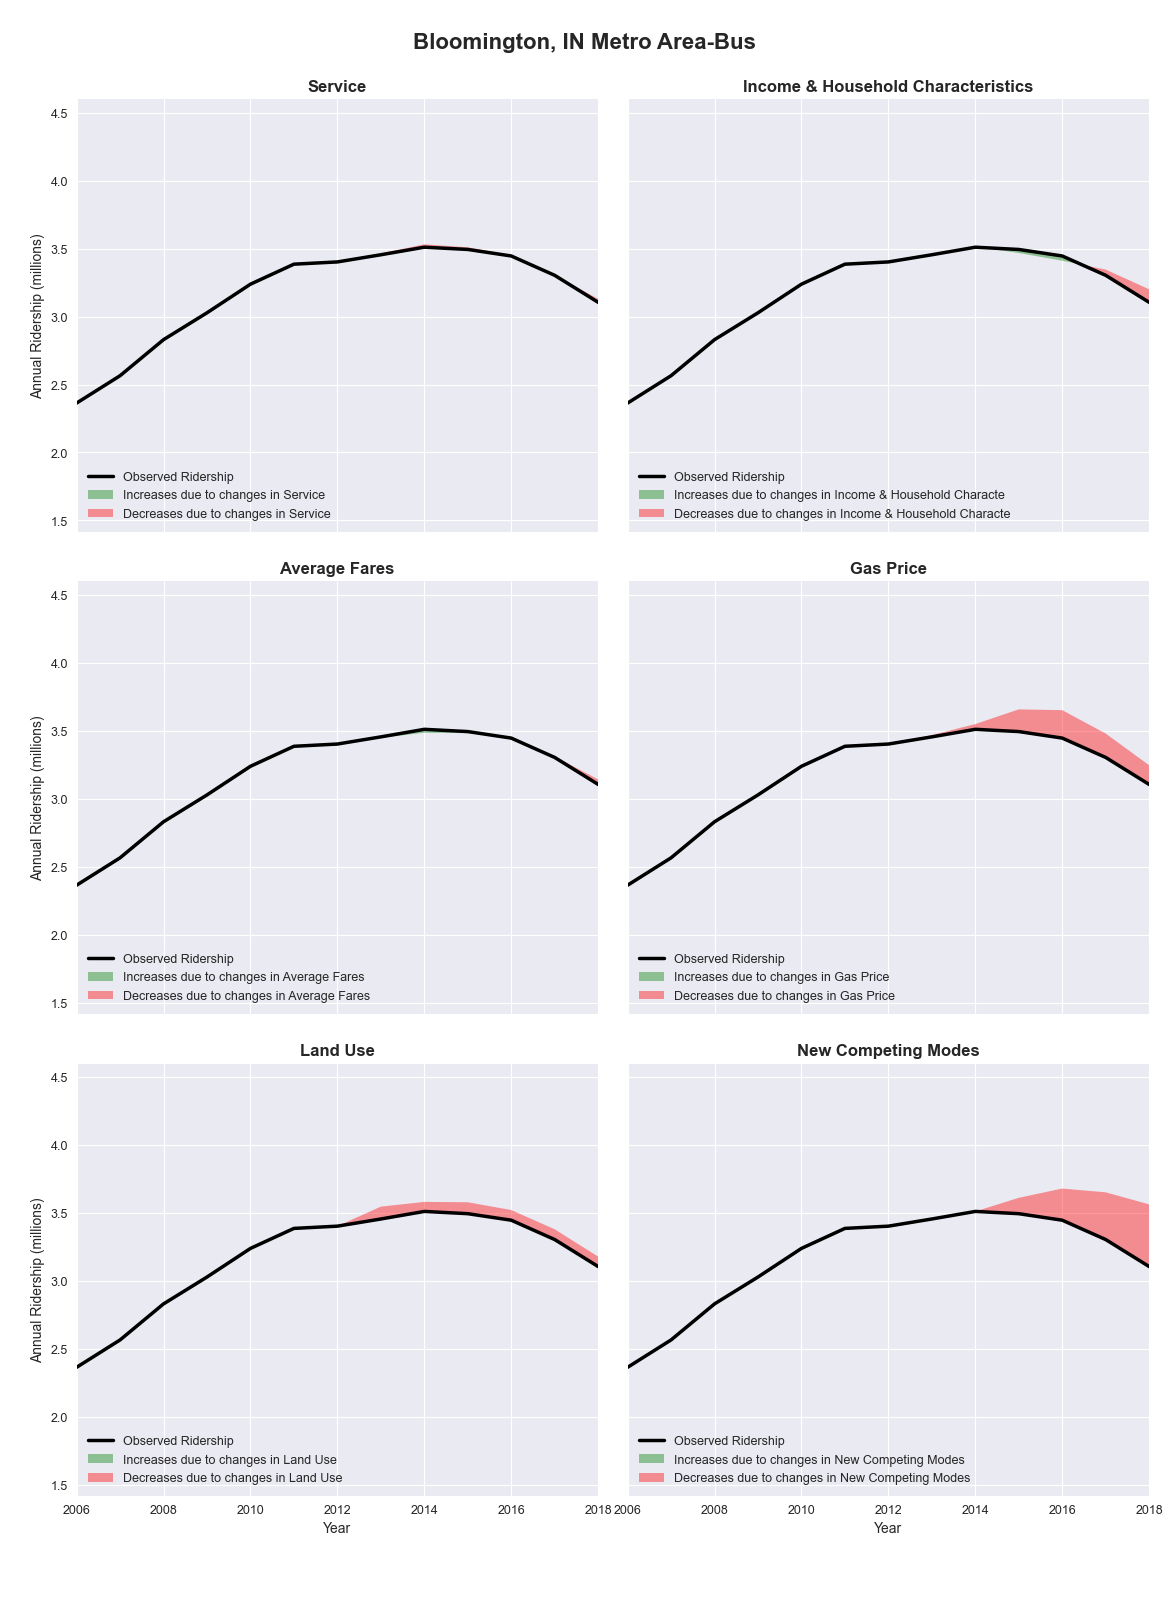 Bloomington, IN Metro Area-Bus
Service
4.5
4.0
3.5
3.0
2.5
2.0
1.5
Annual Ridership (millions)
Observed Ridership
Increases due to changes in Service
Decreases due to changes in Service
Income & Household Characteristics
Observed Ridership
Increases due to changes in Income & Household Characte
Decreases due to changes in Income & Household Characte
Average Fares
4.5
4.0
3.5
3.0
2.5
2.0
1.5
Annual Ridership (millions)
Observed Ridership
Increases due to changes in Average Fares
Decreases due to changes in Average Fares
Gas Price
Observed Ridership
Increases due to changes in Gas Price
Decreases due to changes in Gas Price
Land Use
4.5
4.0
3.5
3.0
2.5
2.0
1.5
Annual Ridership (millions)
Observed Ridership
Increases due to changes in Land Use
Decreases due to changes in Land Use
2006 2008 2010 2012 2014 2016 2018
Year
New Competing Modes
Observed Ridership
Increases due to changes in New Competing Modes
Decreases due to changes in New Competing Modes
2006 2008 2010 2012 2014 2016 2018
Year